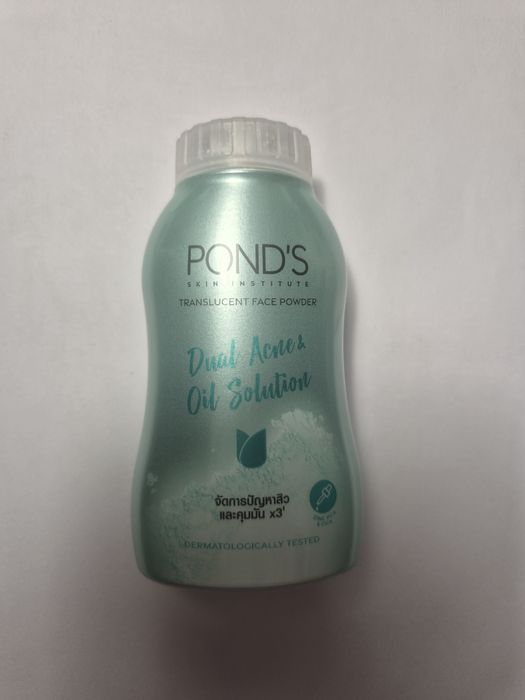 POND'S
SKIN INSTITUTE
TRANSLUCENT FACE POWDER
Dual Acne &
Oil Solution
จัดการปัญหาสิว
และคุมมัน x3'
DERMATOLOGICALLY TESTED